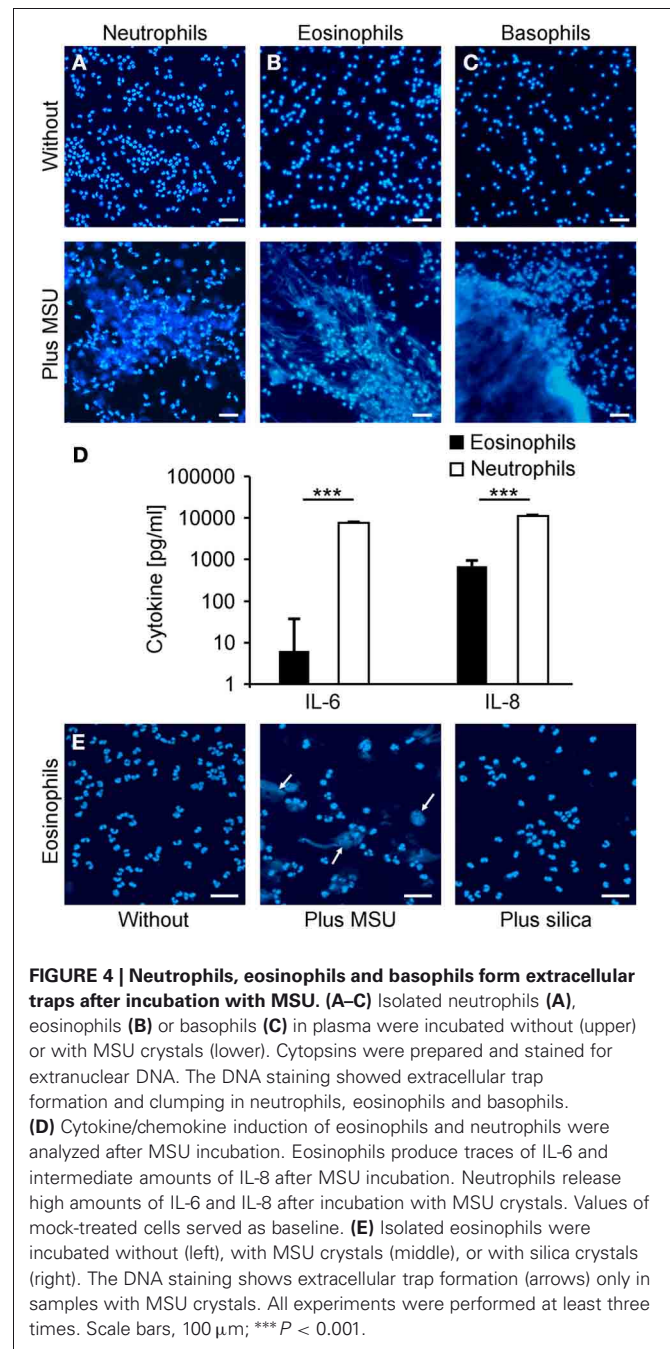 Neutrophils Eosinophils Basophils
A B C
Without
Plus MSU
D
Eosinophils
Neutrophils
Cytokine [pg/ml]
100000
10000
1000
100
10
1
*** ***
IL-6 IL-8
E
Eosinophils
Without Plus MSU Plus silica
FIGURE 4 | Neutrophils, eosinophils and basophils form extracellular
traps after incubation with MSU. (A–C) Isolated neutrophils (A),
eosinophils (B) or basophils (C) in plasma were incubated without (upper)
or with MSU crystals (lower). Cytopsins were prepared and stained for
extranuclear DNA. The DNA staining showed extracellular trap
formation and clumping in neutrophils, eosinophils and basophils.
(D) Cytokine/chemokine induction of eosinophils and neutrophils were
analyzed after MSU incubation. Eosinophils produce traces of IL-6 and
intermediate amounts of IL-8 after MSU incubation. Neutrophils release
high amounts of IL-6 and IL-8 after incubation with MSU crystals. Values of
mock-treated cells served as baseline. (E) Isolated eosinophils were
incubated without (left), with MSU crystals (middle), or with silica crystals
(right). The DNA staining shows extracellular trap formation (arrows) only in
samples with MSU crystals. All experiments were performed at least three
times. Scale bars, 100 μm; ***P < 0.001.